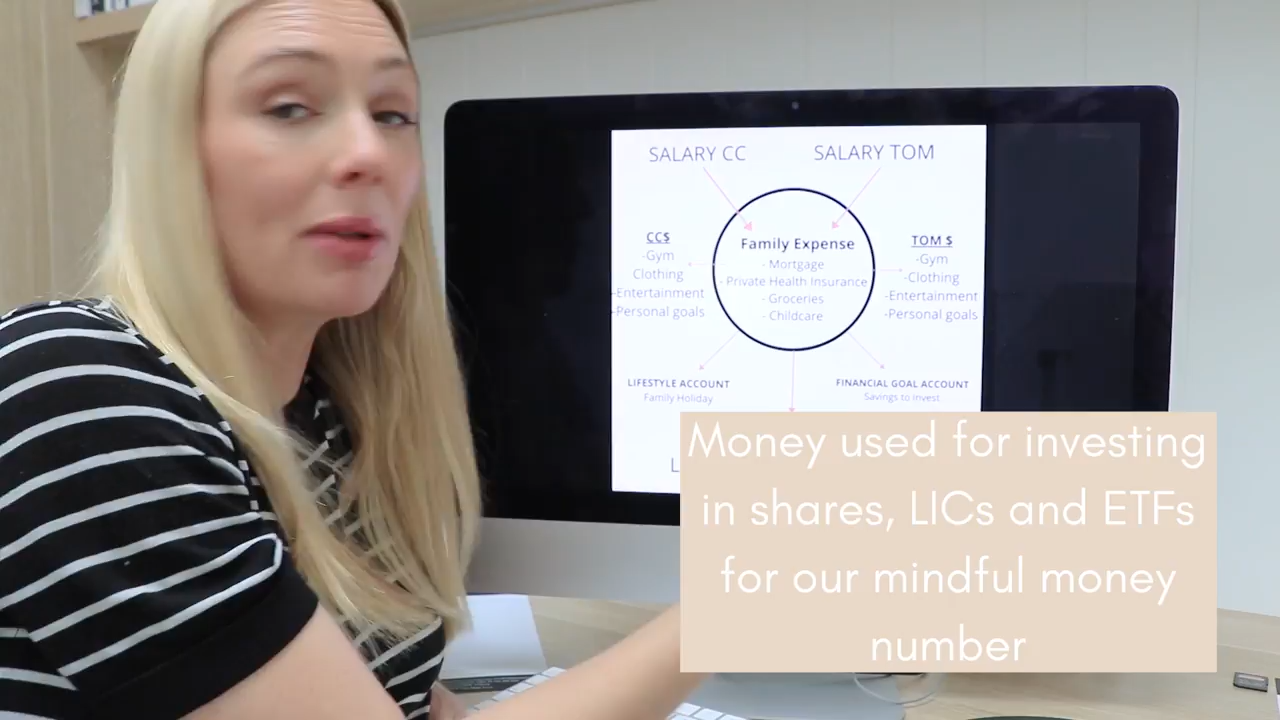 SALARY CC
SALARY TOM
CC$
-Gym
Clothing
-Entertainment
-Personal goals
Family Expense
- Mortgage
- Private Health Insurance
- Groceries
- Childcare
TOM $
-Gym
-Clothing
-Entertainment
-Personal goals
LIFESTYLE ACCOUNT
Family Holiday
FINANCIAL GOAL ACCOUNT
Savings to invest
L
Money used for investing
in shares, LICs and ETFs
for our mindful money
number